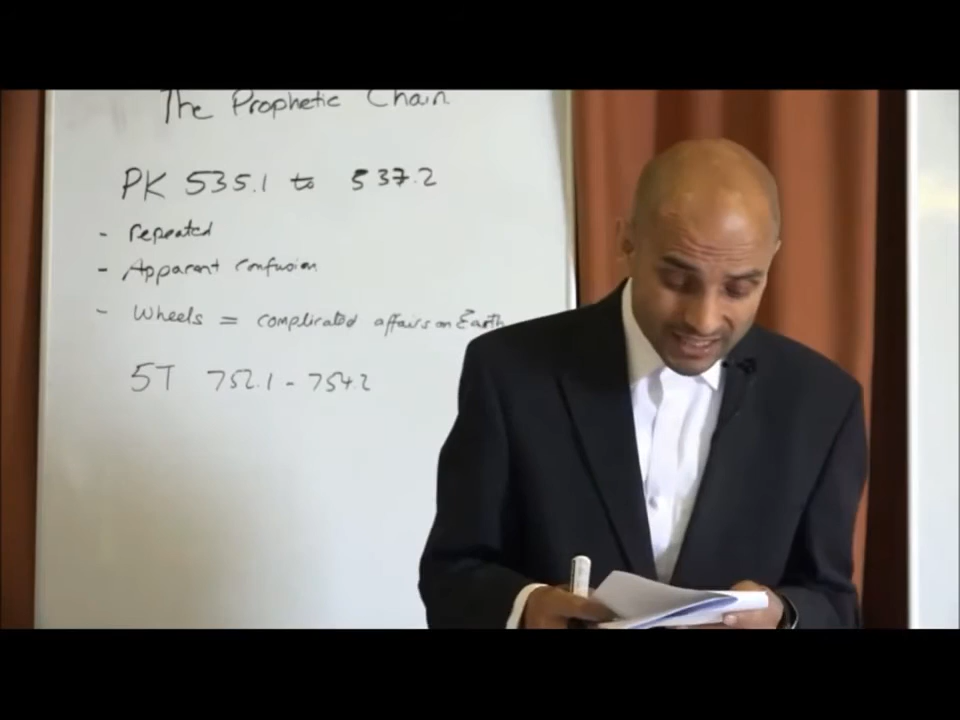 The Prophetic Chain
PK 535.1 to 537.2
- repeated
- Apparent confusion
- Wheels = complicated affairs on Earth
5T 752.1 - 754.2